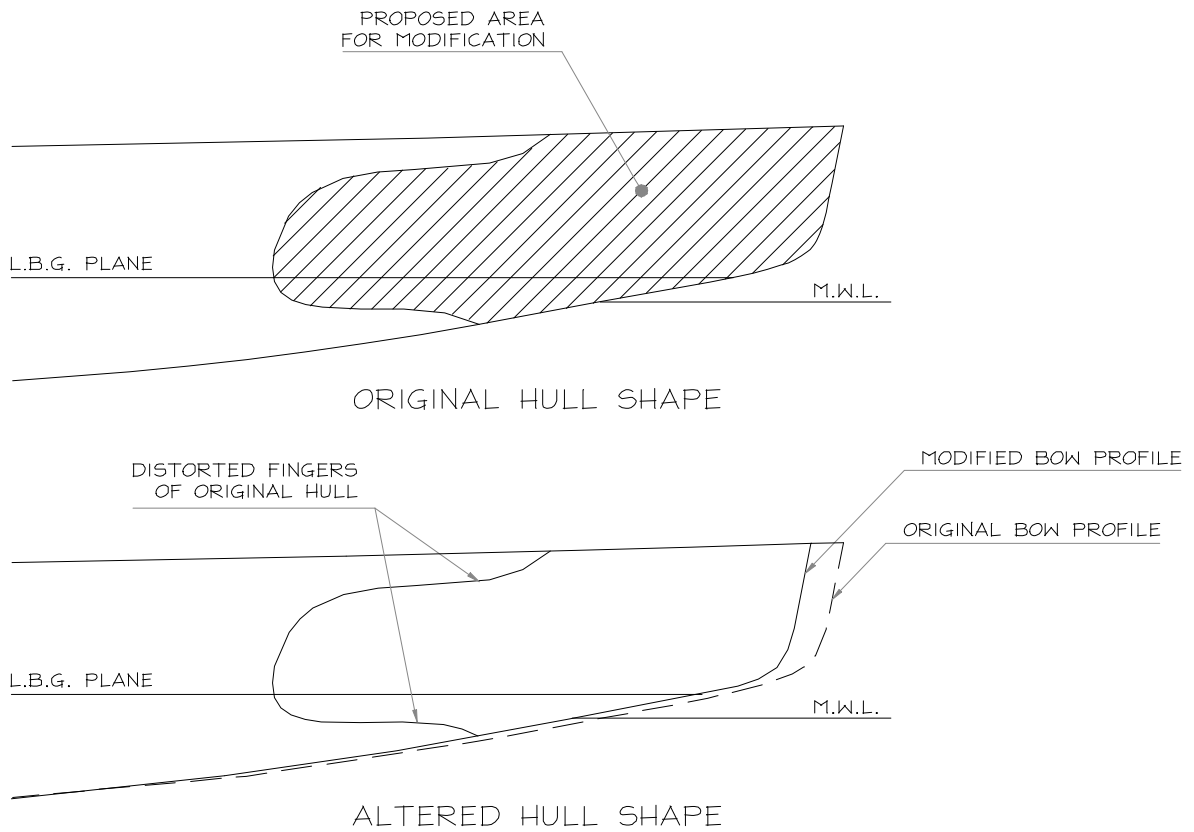 PROPOSED AREA
FOR MODIFICATION
L.B.G. PLANE
M.W.L.
ORIGINAL HULL SHAPE
DISTORTED FINGERS
OF ORIGINAL HULL
MODIFIED BOW PROFILE
ORIGINAL BOW PROFILE
L.B.G. PLANE
M.W.L.
ALTERED HULL SHAPE